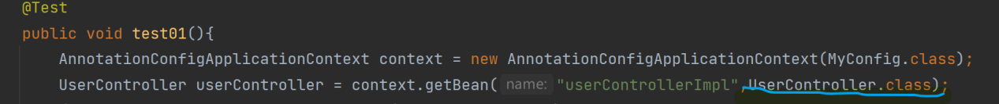 @Test
public void test01(){
AnnotationConfigApplicationContext context = new AnnotationConfigApplicationContext(MyConfig.class);
UserController userController = context.getBean( name: "userControllerImpl",UserController.class);